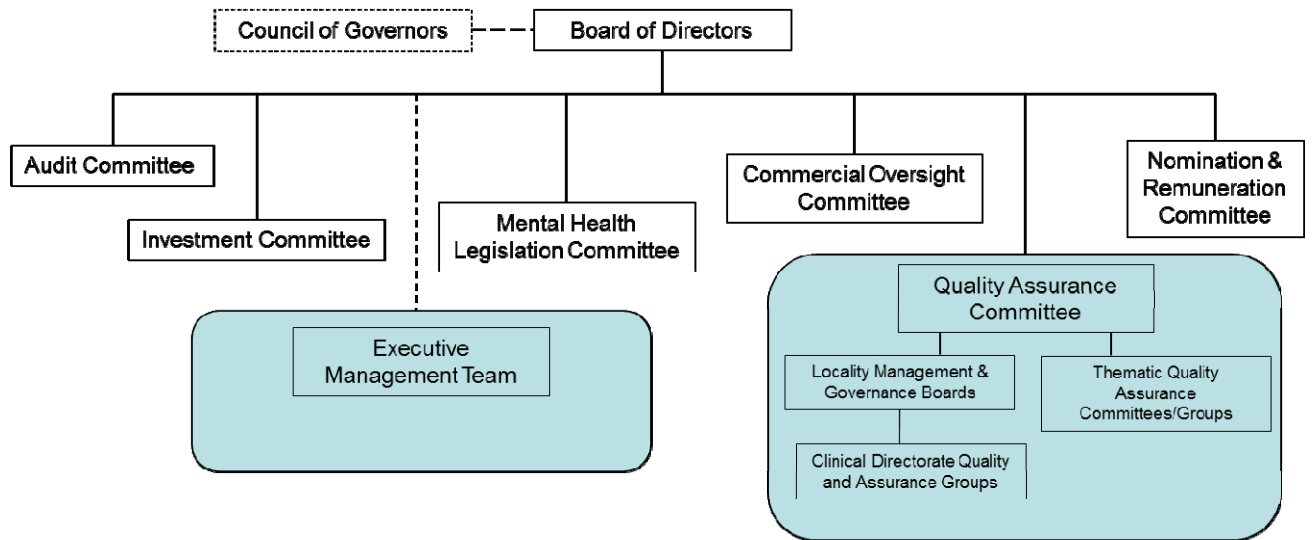 Council of Governors
Board of Directors
Audit Committee
Investment Committee
Mental Health
Legislation Committee
Commercial Oversight
Committee
Nomination &
Remuneration
Committee
Executive
Management Team
Quality Assurance
Committee
Locality Management &
Governance Boards
Thematic Quality
Assurance
Committees/Groups
Clinical Directorate Quality
and Assurance Groups